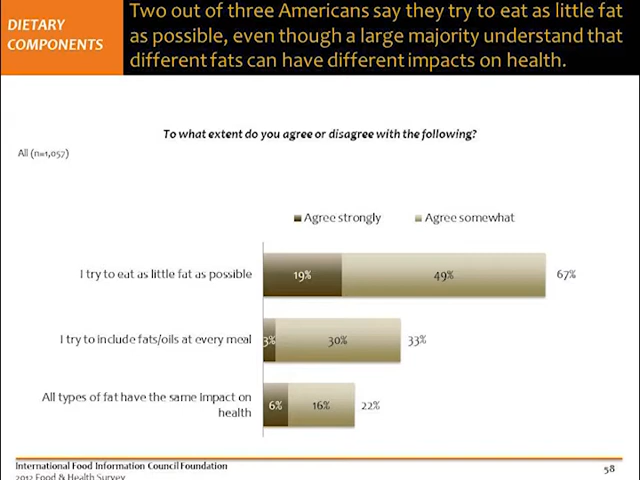 DIETARY
COMPONENTS
Two out of three Americans say they try to eat as little fat
as possible, even though a large majority understand that
different fats can have different impacts on health.
To what extent do you agree or disagree with the following?
All (n=1,057)
Agree strongly Agree somewhat
I try to eat as little fat as possible 19% 49% 67%
I try to include fats/oils at every meal 3% 30% 33%
All types of fat have the same impact on
health 6% 16% 22%
International Food Information Council Foundation
2012 Food & Health Survey
58